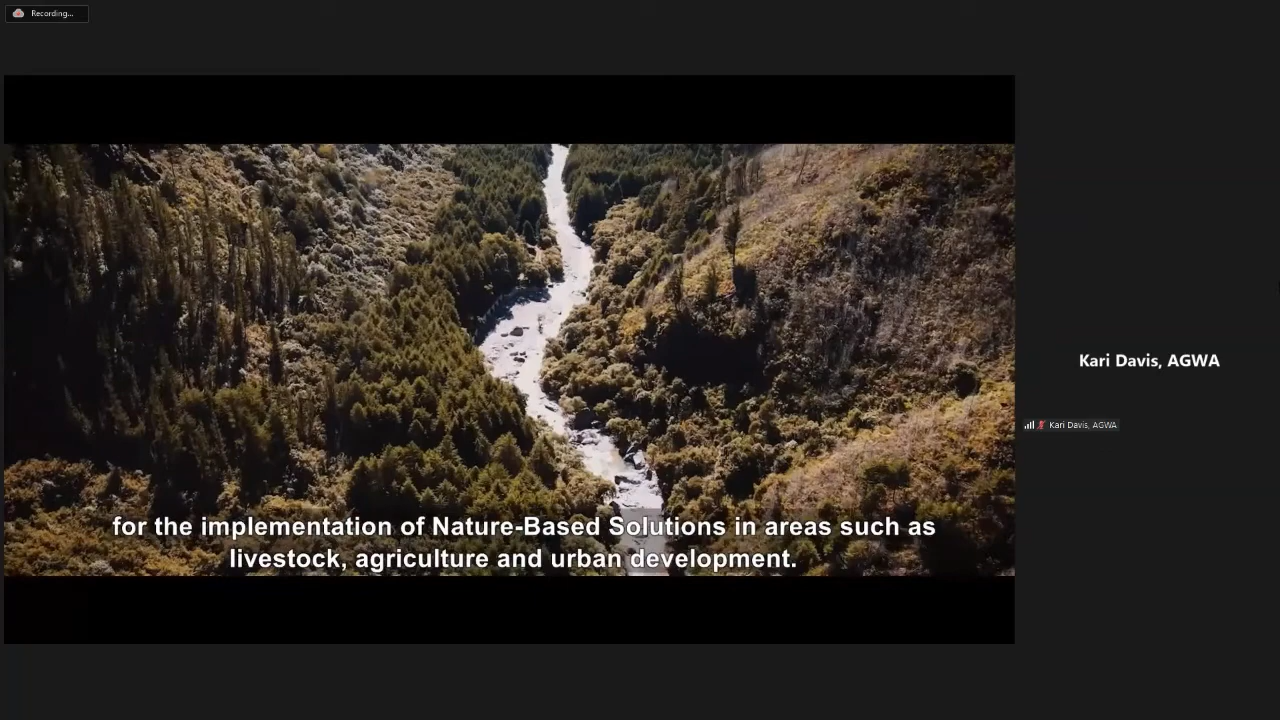 Recording...
for the implementation of Nature-Based Solutions in areas such as
livestock, agriculture and urban development.
Kari Davis, AGWA
Kari Davis, AGWA